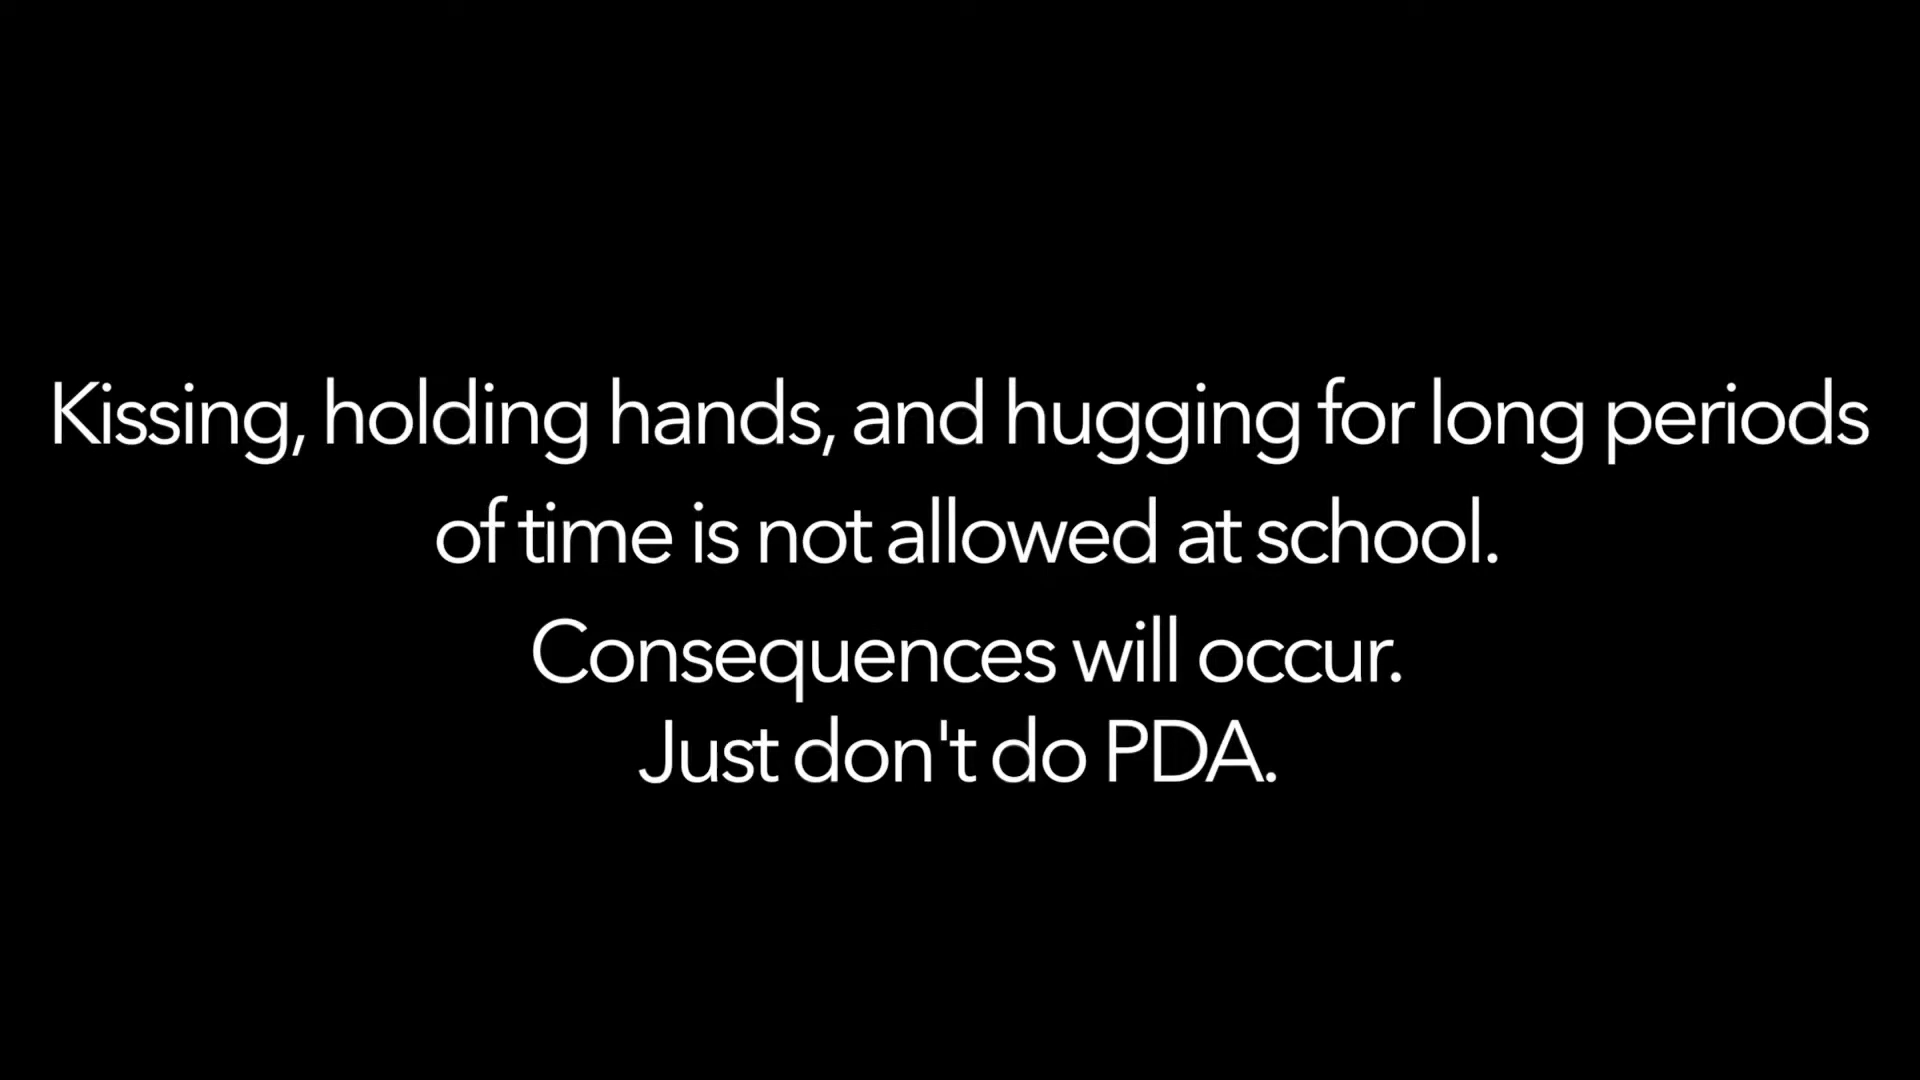 Kissing, holding hands, and hugging for long periods
of time is not allowed at school.
Consequences will occur.
Just don't do PDA.